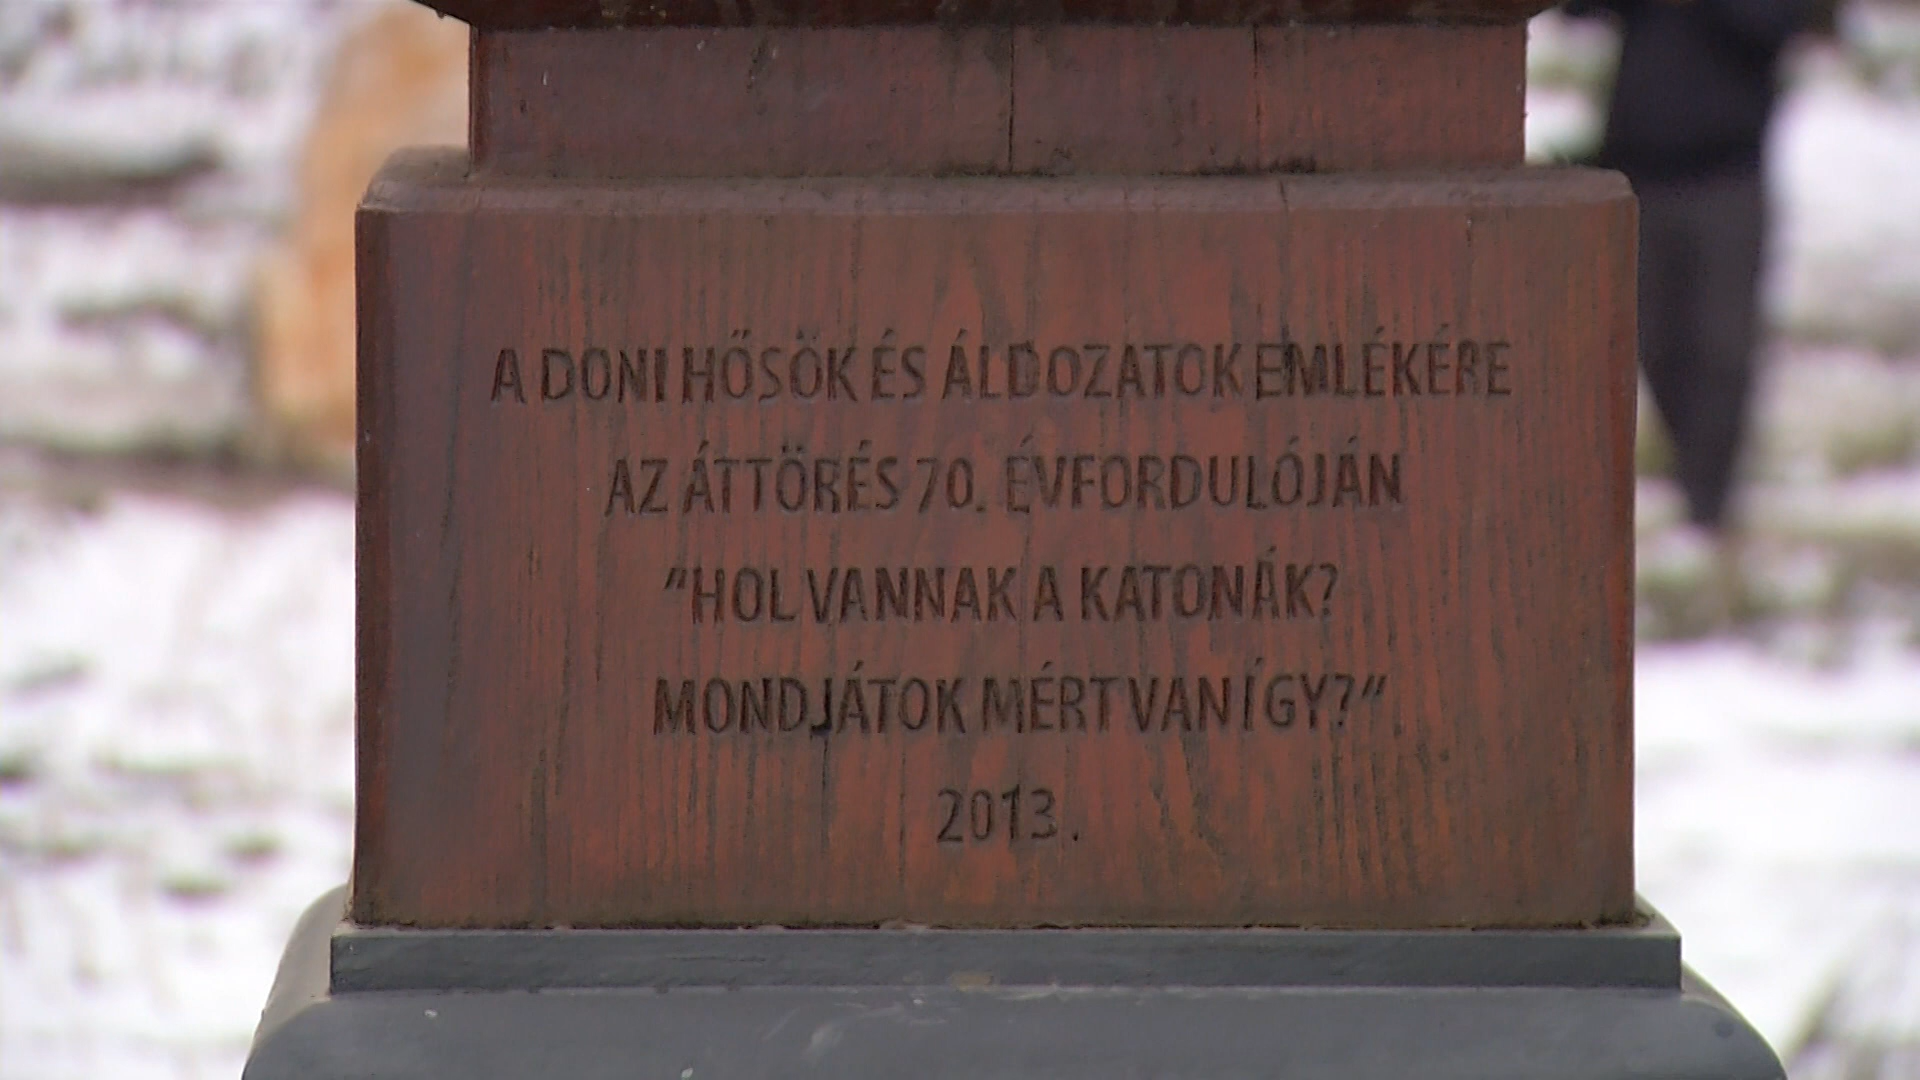 A DONI HŐSÖK ÉS ÁLDOZATOK EMLÉKÉRE
AZ ÁTTÖRÉS 70. ÉVFORDULÓJÁN
"HOL VANNAK A KATONÁK?
MONDJÁTOK MÉRT VAN ÍGY?"
2013.